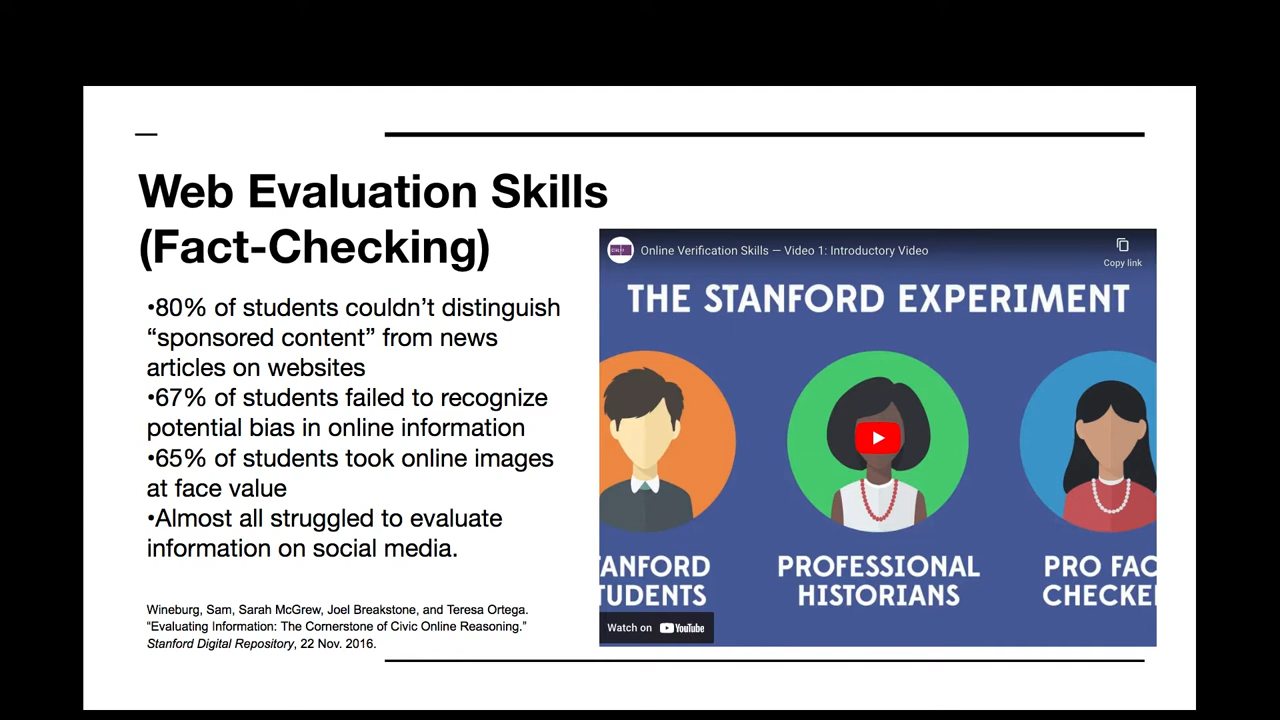 Web Evaluation Skills
(Fact-Checking)
•80% of students couldn’t distinguish
“sponsored content” from news
articles on websites
•67% of students failed to recognize
potential bias in online information
•65% of students took online images
at face value
•Almost all struggled to evaluate
information on social media.
Wineburg, Sam, Sarah McGrew, Joel Breakstone, and Teresa Ortega.
“Evaluating Information: The Cornerstone of Civic Online Reasoning.”
Stanford Digital Repository, 22 Nov. 2016.
Online Verification Skills — Video 1: Introductory Video
Copy link
THE STANFORD EXPERIMENT
ANFORD
UDENTS
PROFESSIONAL
HISTORIANS
PRO FAC
CHECKE
Watch on YouTube